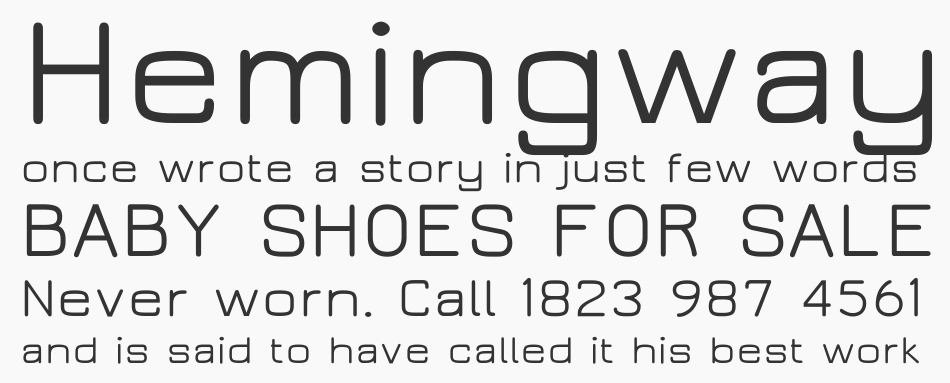 Hemingway
once wrote a story in just few words
BABY SHOES FOR SALE
Never worn. Call 1823 987 4561
and is said to have called it his best work